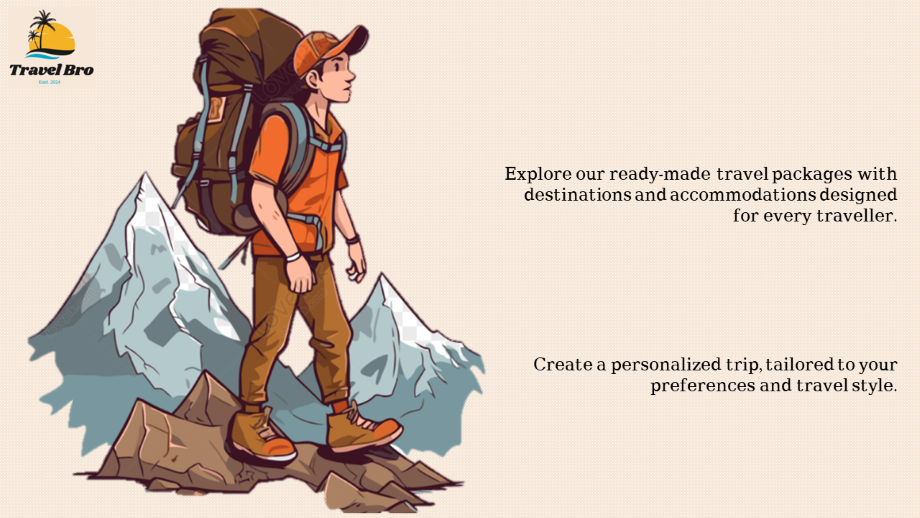 Travel Bro
Estd. 2024
Explore our ready-made travel packages with
destinations and accommodations designed
for every traveller.
Create a personalized trip, tailored to your
preferences and travel style.